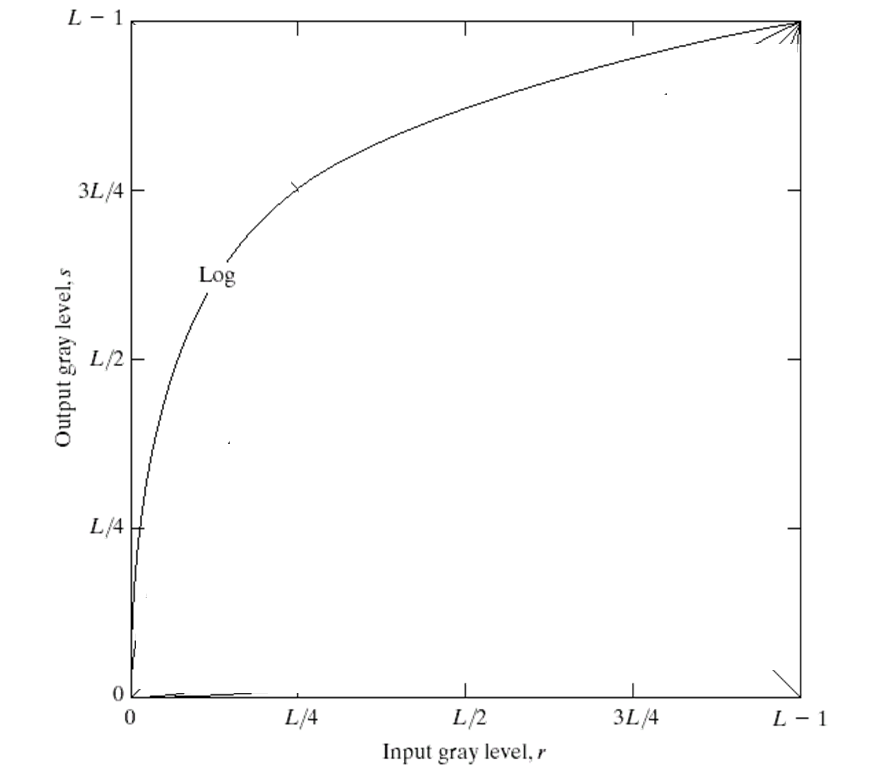 L − 1
3L/4
Log
L/2
L/4
0
Output gray level, s
0
L/4
L/2
3L/4
L − 1
Input gray level, r